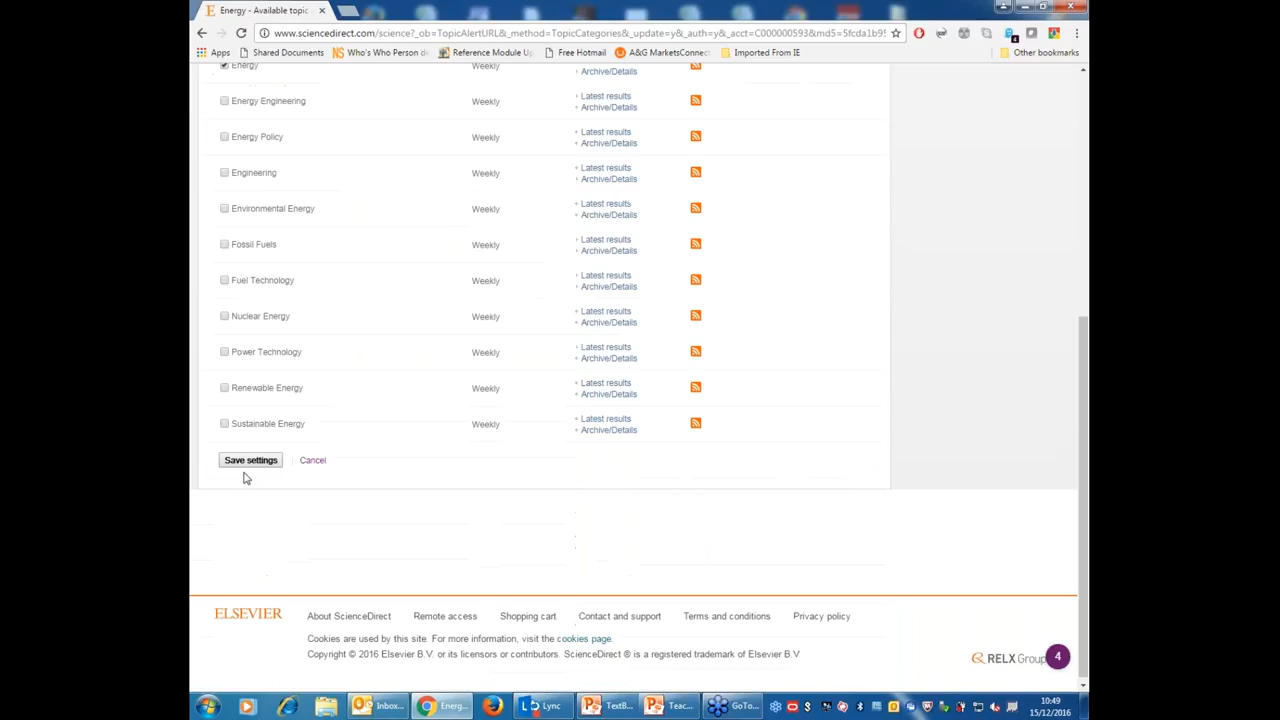 Energy - Available topic
www.sciencedirect.com/science?_ob=TopicAlertURL&_method=TopicCategories&_update=y&_auth=y&_acct=C000000593&md5=5fcda1b9
Apps Shared Documents Who's Who Person de Reference Module Up Free Hotmail A&G MarketsConnect Imported From IE Other bookmarks
Energy Weekly
Archive/Details
Energy Engineering Weekly Latest results
Archive/Details
Energy Policy Weekly Latest results
Archive/Details
Engineering Weekly Latest results
Archive/Details
Environmental Energy Weekly Latest results
Archive/Details
Fossil Fuels Weekly Latest results
Archive/Details
Fuel Technology Weekly Latest results
Archive/Details
Nuclear Energy Weekly Latest results
Archive/Details
Power Technology Weekly Latest results
Archive/Details
Renewable Energy Weekly Latest results
Archive/Details
Sustainable Energy Weekly Latest results
Archive/Details
Save settings Cancel
ELSEVIER About ScienceDirect Remote access Shopping cart Contact and support Terms and conditions Privacy policy
Cookies are used by this site. For more information, visit the cookies page.
Copyright © 2016 Elsevier B.V. or its licensors or contributors. ScienceDirect ® is a registered trademark of Elsevier B.V
RELX Group 4
Inbox... Energ... Lync TextB... Teac... GoTo... 10:49
15/12/2016